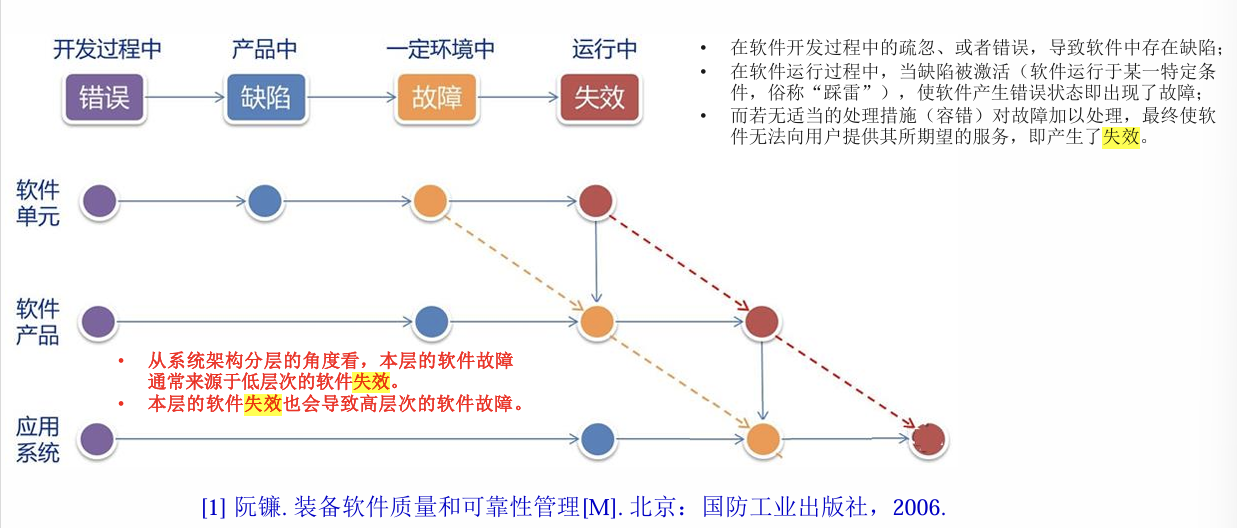 开发过程中 产品中 一定环境中 运行中
错误 缺陷 故障 失效
• 在软件开发过程中的疏忽、或者错误，导致软件中存在缺陷；
• 在软件运行过程中，当缺陷被激活（软件运行于某一特定条
件，俗称“踩雷”），使软件产生错误状态即出现了故障；
• 而若无适当的处理措施（容错）对故障加以处理，最终使软
件无法向用户提供其所期望的服务，即产生了失效。
软件
单元
软件
产品
• 从系统架构分层的角度看，本层的软件故障
通常来源于低层次的软件失效。
• 本层的软件失效也会导致高层次的软件故障。
应用
系统
[1] 阮镰. 装备软件质量和可靠性管理[M]. 北京：国防工业出版社，2006.